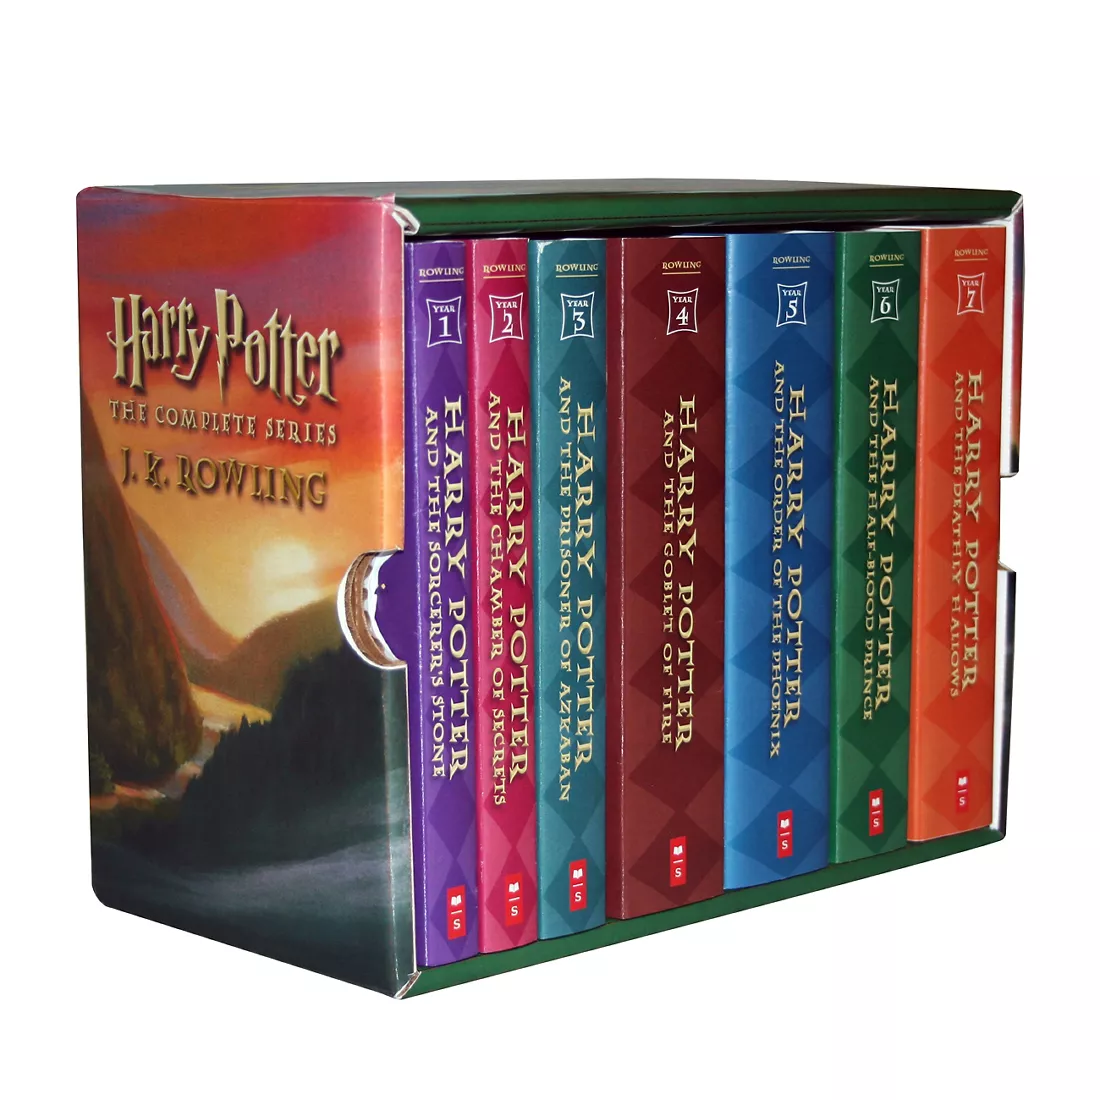 Harry Potter
THE COMPLETE SERIES
J. K. ROWLING
ROWLING
YEAR
1
HARRY POTTER
AND THE SORCERER'S STONE
S
ROWLING
YEAR
2
HARRY POTTER
AND THE CHAMBER OF SECRETS
S
ROWLING
YEAR
3
HARRY POTTER
AND THE PRISONER OF AZKABAN
S
ROWLING
YEAR
4
HARRY POTTER
AND THE GOBLET OF FIRE
S
ROWLING
YEAR
5
HARRY POTTER
AND THE ORDER OF THE PHOENIX
S
ROWLING
YEAR
6
HARRY POTTER
AND THE HALF-BLOOD PRINCE
S
ROWLING
YEAR
7
HARRY POTTER
AND THE DEATHLY HALLOWS
S